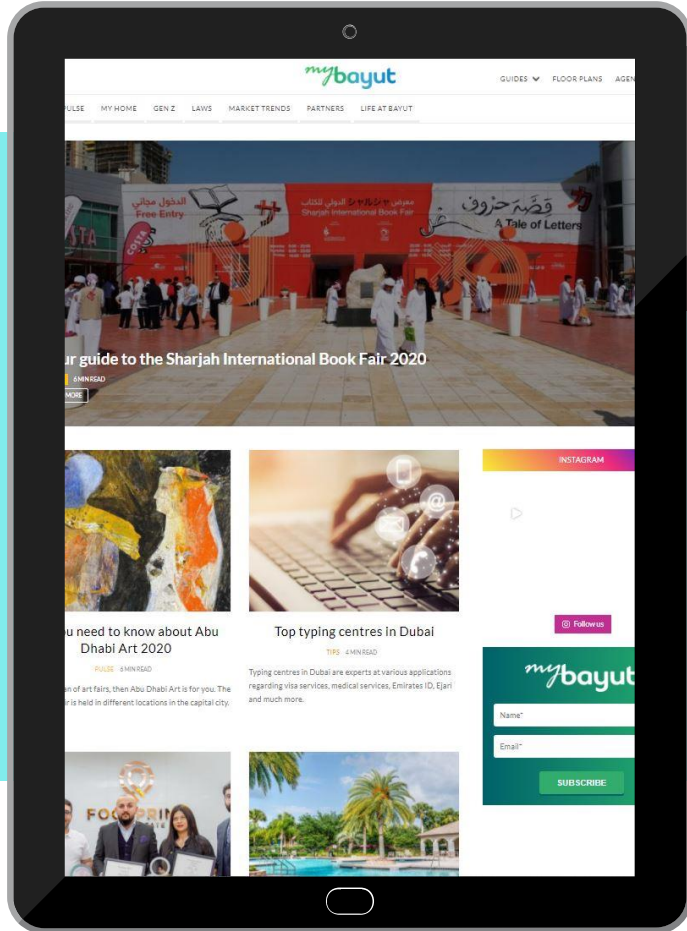 mybayut
GUIDES
FLOOR PLANS
AGEN
PULSE
MY HOME
GEN Z
LAWS
MARKET TRENDS
PARTNERS
LIFE AT BAYUT
الدخول مجاني
Free Entry
معرض الشارقة الدولي للكتاب
Sharjah International Book Fair
قصة حروف
A Tale of Letters
COSTA
STA
ur guide to the Sharjah International Book Fair 2020
6 MIN READ
MORE
INSTAGRAM
Follow us
ou need to know about Abu
Dhabi Art 2020
PULSE 6 MIN READ
an of art fairs, then Abu Dhabi Art is for you. The
ir is held in different locations in the capital city.
Top typing centres in Dubai
TIPS 4 MIN READ
Typing centres in Dubai are experts at various applications
regarding visa services, medical services, Emirates ID, Ejari
and much more.
mybayut
Name*
Email*
SUBSCRIBE